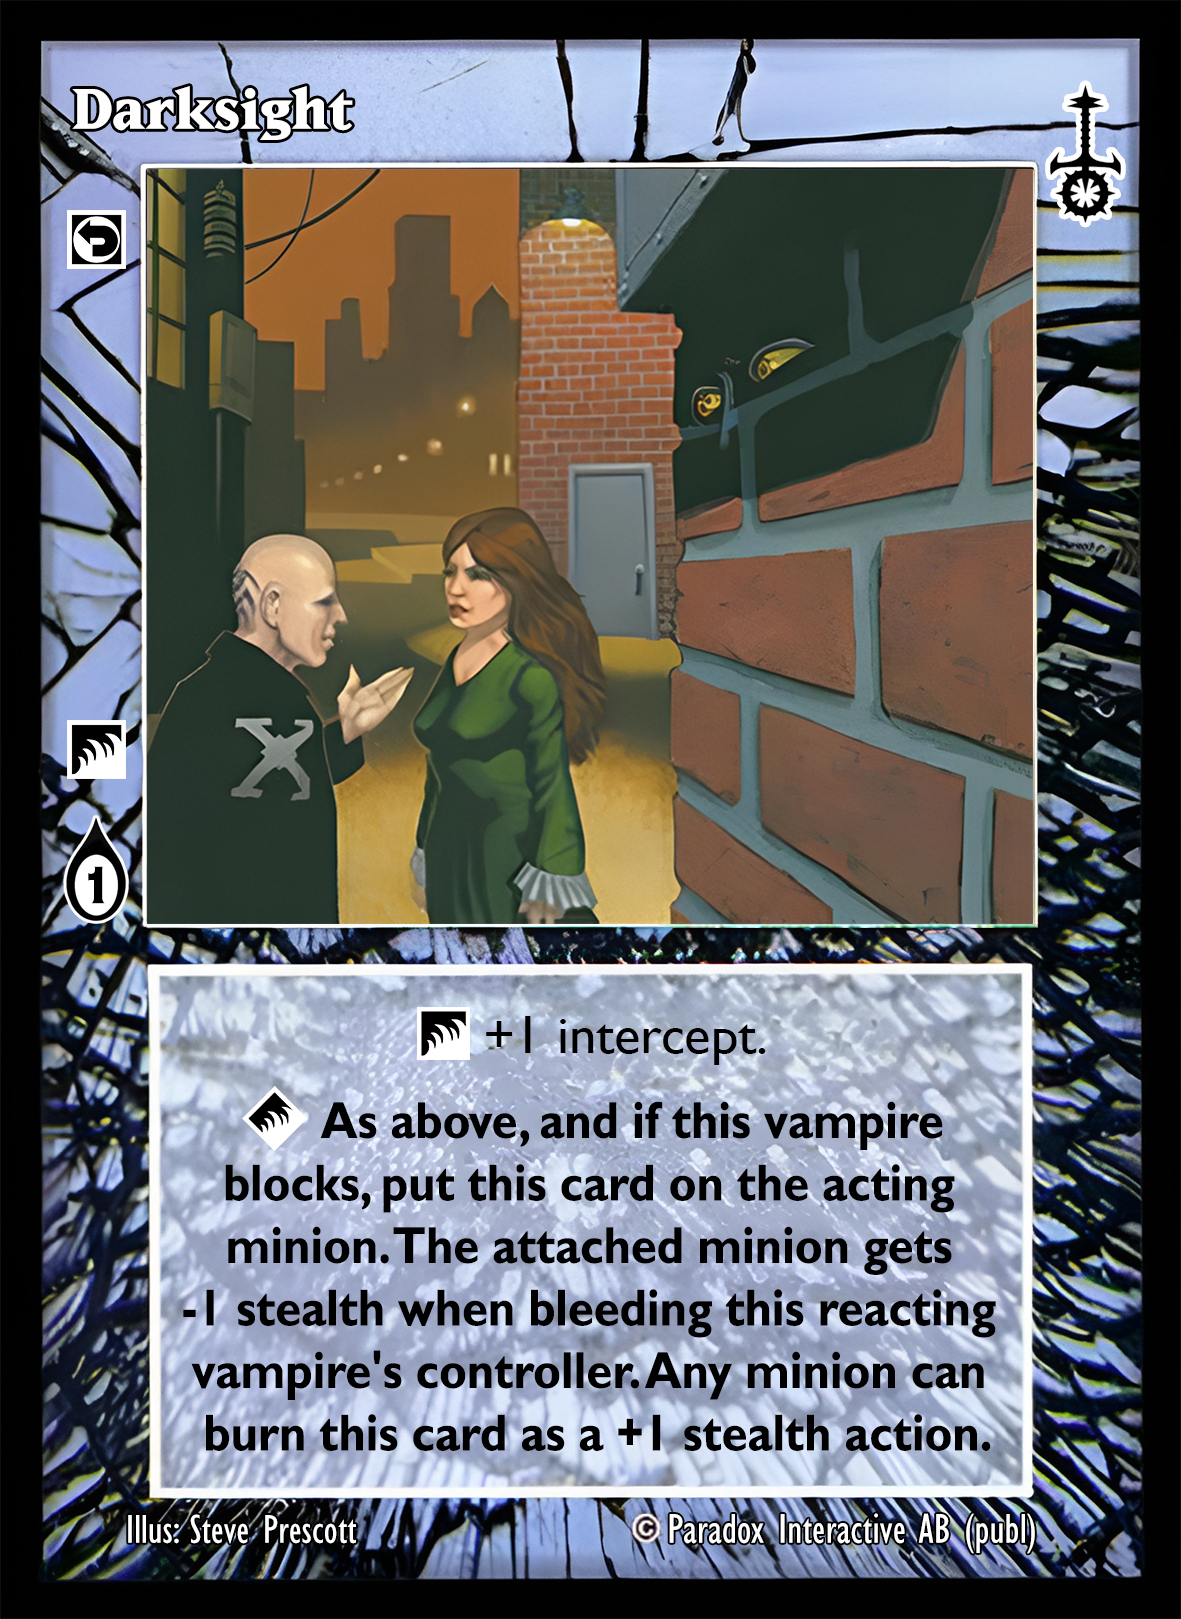 Darksight
X
1
+1 intercept.
As above, and if this vampire
blocks, put this card on the acting
minion. The attached minion gets
-1 stealth when bleeding this reacting
vampire's controller. Any minion can
burn this card as a +1 stealth action.
Illus: Steve Prescott
© Paradox Interactive AB (publ)